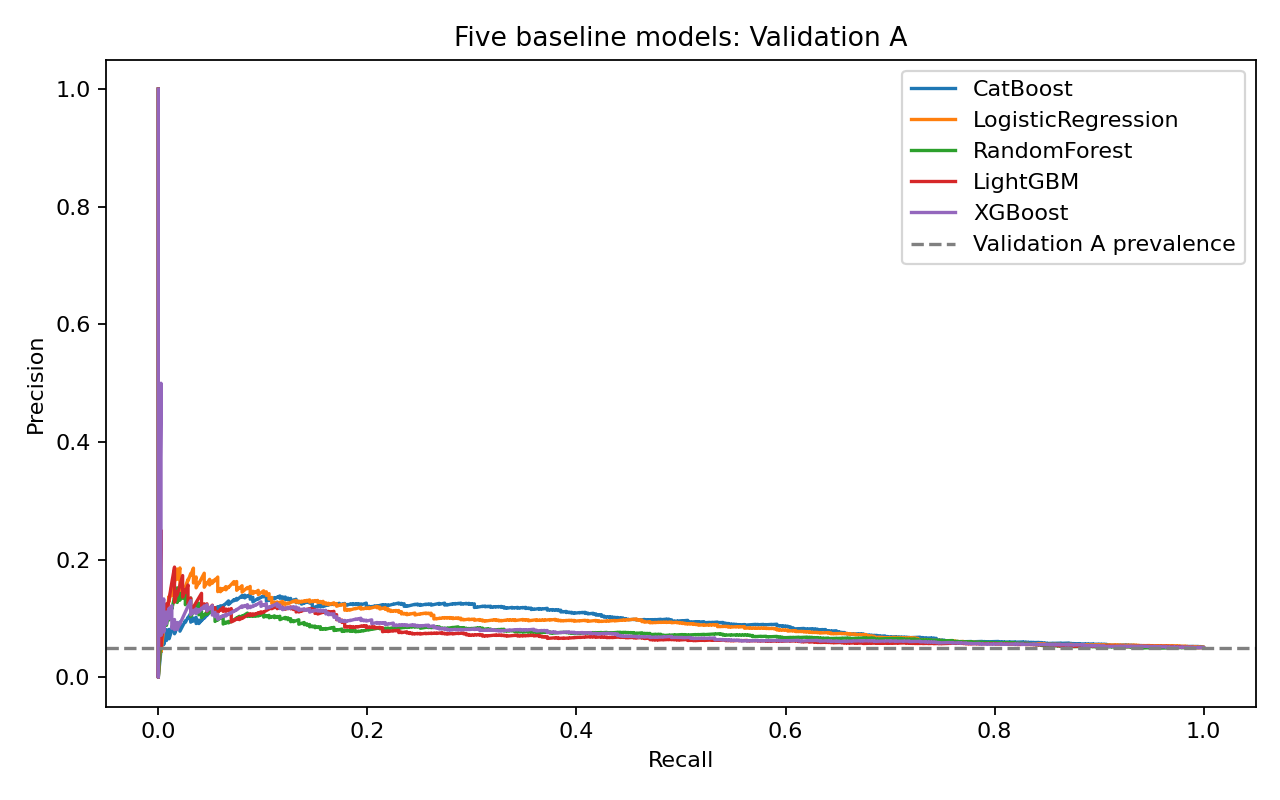 Five baseline models: Validation A
CatBoost
LogisticRegression
RandomForest
LightGBM
XGBoost
Validation A prevalence
1.0
0.8
0.6
0.4
0.2
0.0
Precision
0.0 0.2 0.4 0.6 0.8 1.0
Recall